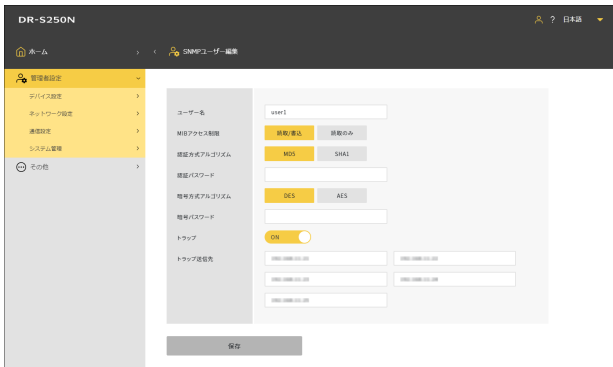 DR-S250N
? 日本語
ホーム
SNMPユーザー編集
管理者設定
デバイス設定
ネットワーク設定
通信設定
システム管理
その他
ユーザー名 user1
MIBアクセス制限 読取/書込 読取のみ
認証方式アルゴリズム MD5 SHA1
認証パスワード
暗号方式アルゴリズム DES AES
暗号パスワード
トラップ ON
トラップ送信先
保存